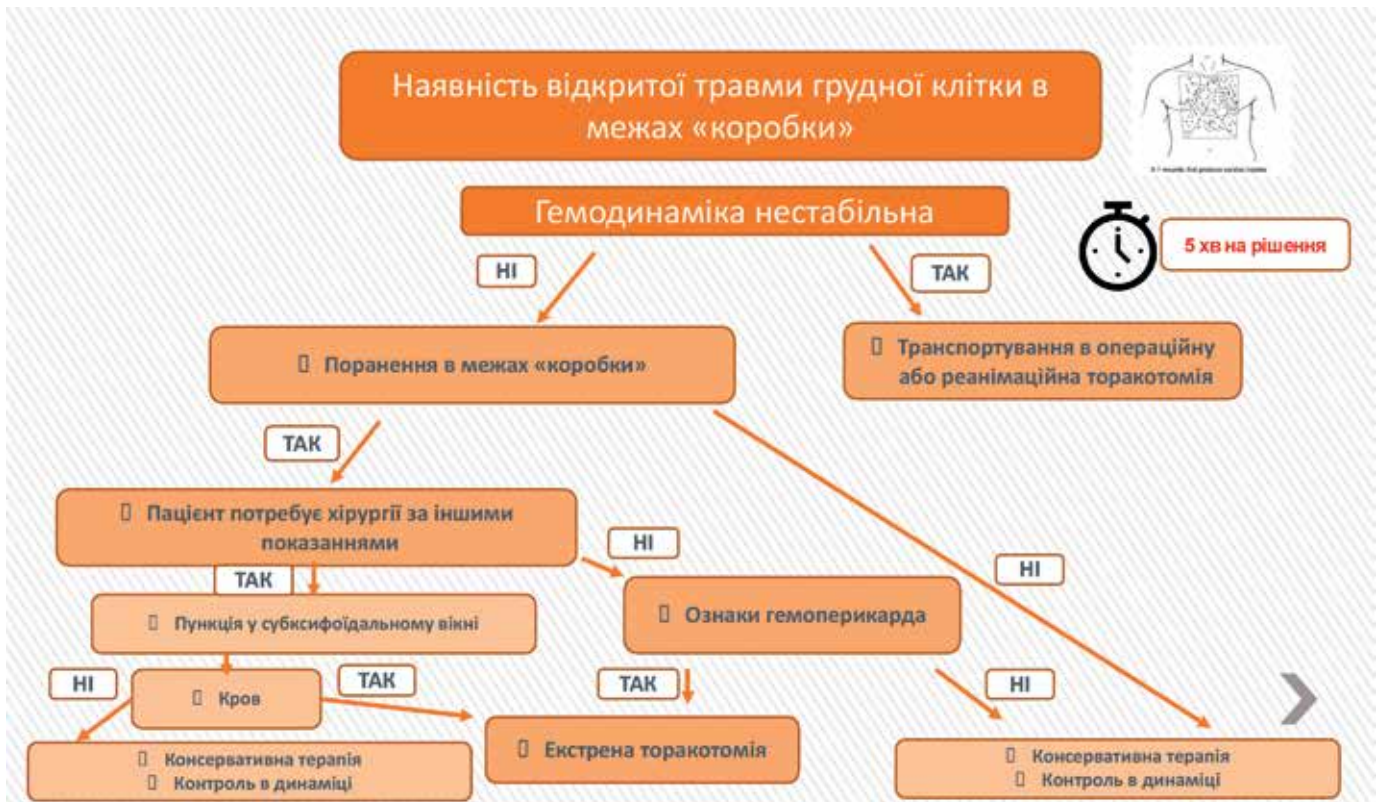 Наявність відкритої травми грудної клітки в
межах «коробки»
Гемодинаміка нестабільна
5 хв на рішення
НІ
ТАК
Поранення в межах «коробки»
Транспортування в операційну
або реанімаційна торакотомія
ТАК
Пацієнт потребує хірургії за іншими
показаннями
НІ
НІ
ТАК
Пункція у субксифоїдальному вікні
Ознаки гемоперикарда
НІ
ТАК
ТАК
НІ
Кров
Екстрена торакотомія
Консервативна терапія
Контроль в динаміці
Консервативна терапія
Контроль в динаміці